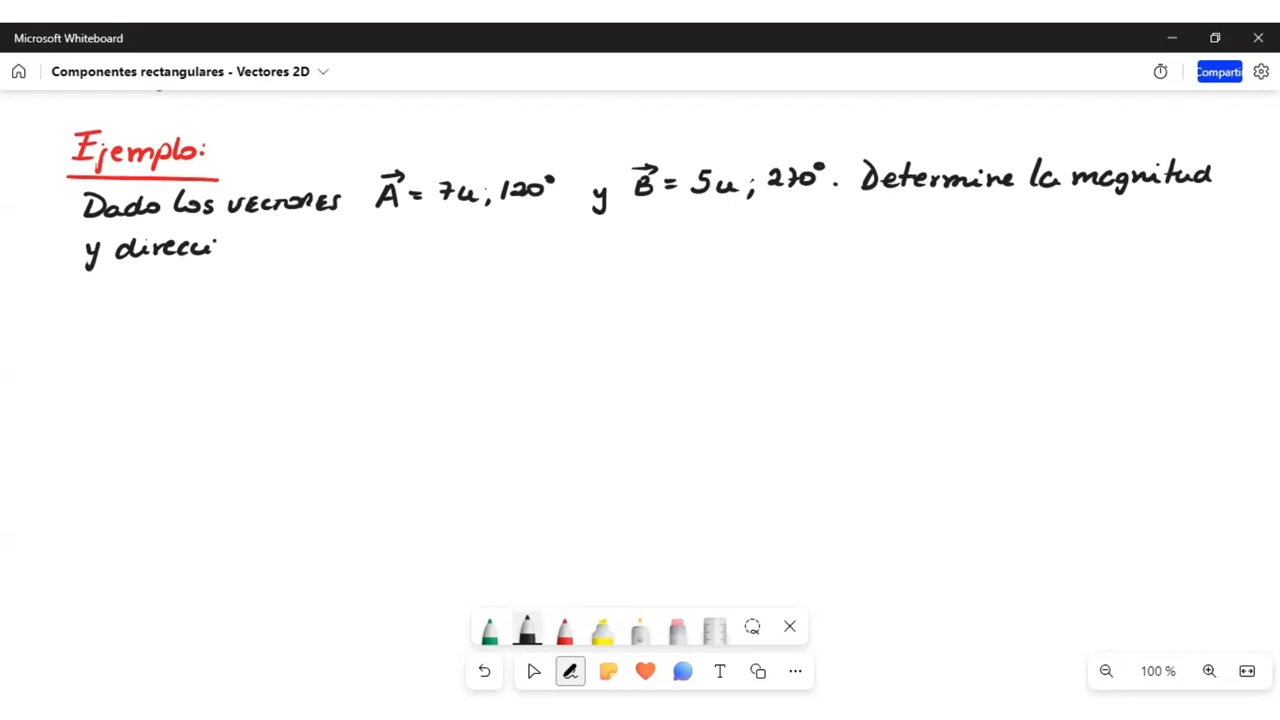 Microsoft Whiteboard
Componentes rectangulares - Vectores 2D
Comparti
Ejemplo:
Dado los vectores A = 7u; 120° y B = 5u; 270°. Determine la magnitud
y direcci
100 %